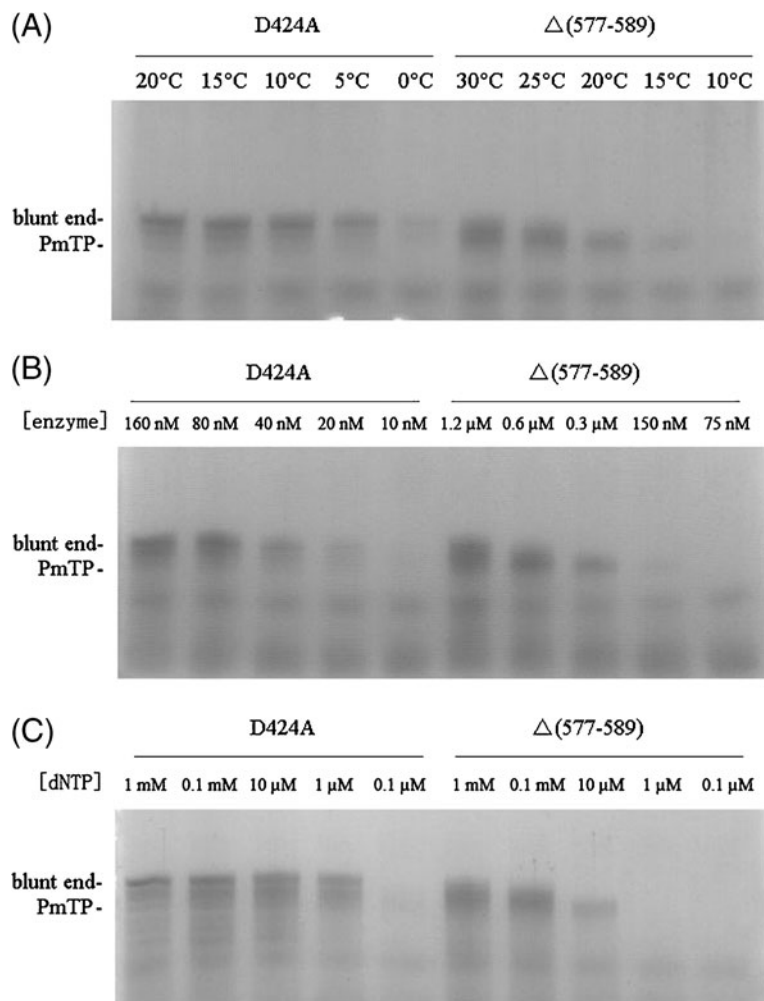 (A)
D424A △(577-589)
20°C 15°C 10°C 5°C 0°C 30°C 25°C 20°C 15°C 10°C
blunt end-
PmTP-
(B)
D424A △(577-589)
[enzyme] 160 nM 80 nM 40 nM 20 nM 10 nM 1.2 μM 0.6 μM 0.3 μM 150 nM 75 nM
blunt end-
PmTP-
(C)
D424A △(577-589)
[dNTP] 1 mM 0.1 mM 10 μM 1 μM 0.1 μM 1 mM 0.1 mM 10 μM 1 μM 0.1 μM
blunt end-
PmTP-